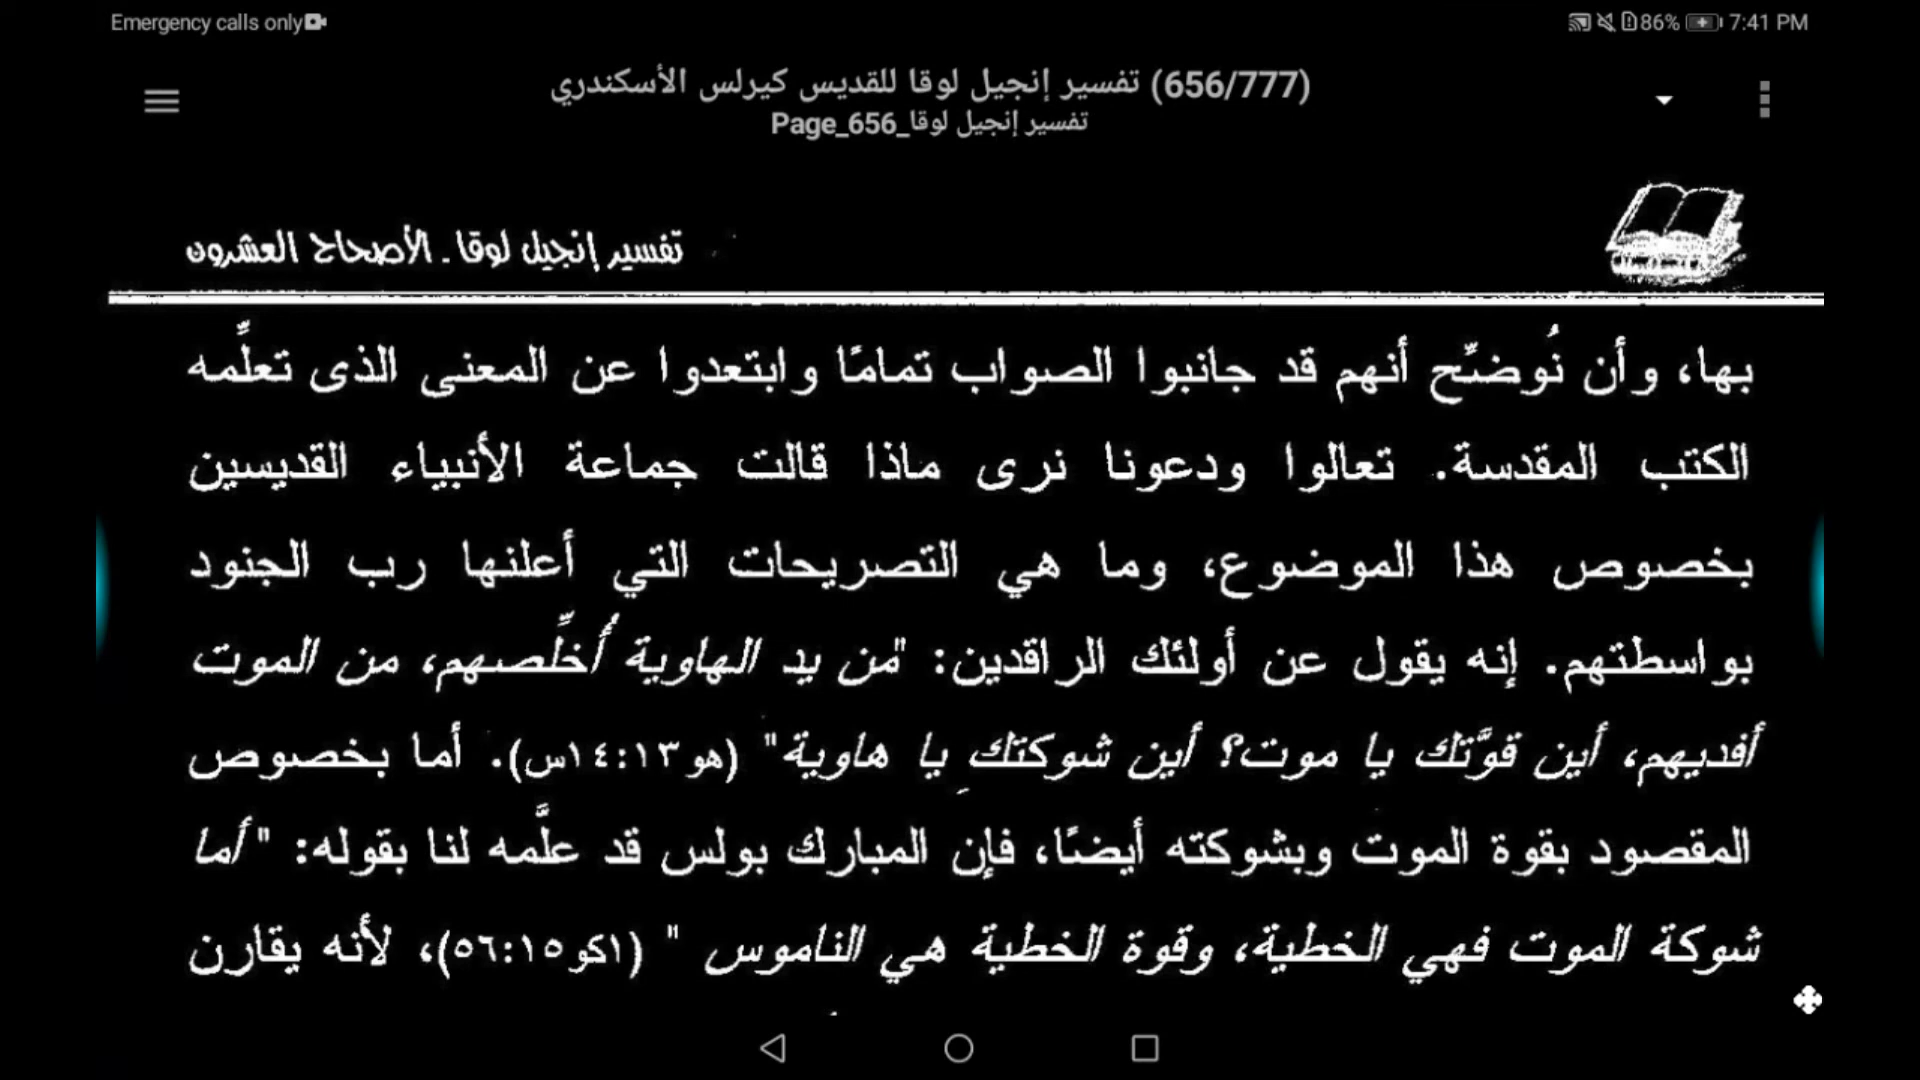 Emergency calls only
86% 7:41 PM
(656/777) تفسير إنجيل لوقا للقديس كيرلس الأسكندري
تفسير إنجيل لوقا_Page_656
تفسير إنجيل لوقا ـ الأصحاح العشرون
بها، وأن نُوضِّح أنهم قد جانبوا الصواب تمامًا وابتعدوا عن المعنى الذى تعلِّمه
الكتب المقدسة. تعالوا ودعونا نرى ماذا قالت جماعة الأنبياء القديسين
بخصوص هذا الموضوع، وما هي التصريحات التي أعلنها رب الجنود
بواسطتهم. إنه يقول عن أولئك الراقدين: "من يد الهاوية أُخلِّصهم، من الموت
أفديهم، أين قوَّتك يا موت؟ أين شوكتكِ يا هاوية" (هو١٤:١٣س). أما بخصوص
المقصود بقوة الموت وبشوكته أيضًا، فإن المبارك بولس قد علَّمه لنا بقوله: "أما
شوكة الموت فهي الخطية، وقوة الخطية هي الناموس " (١كو٥٦:١٥)، لأنه يقارن